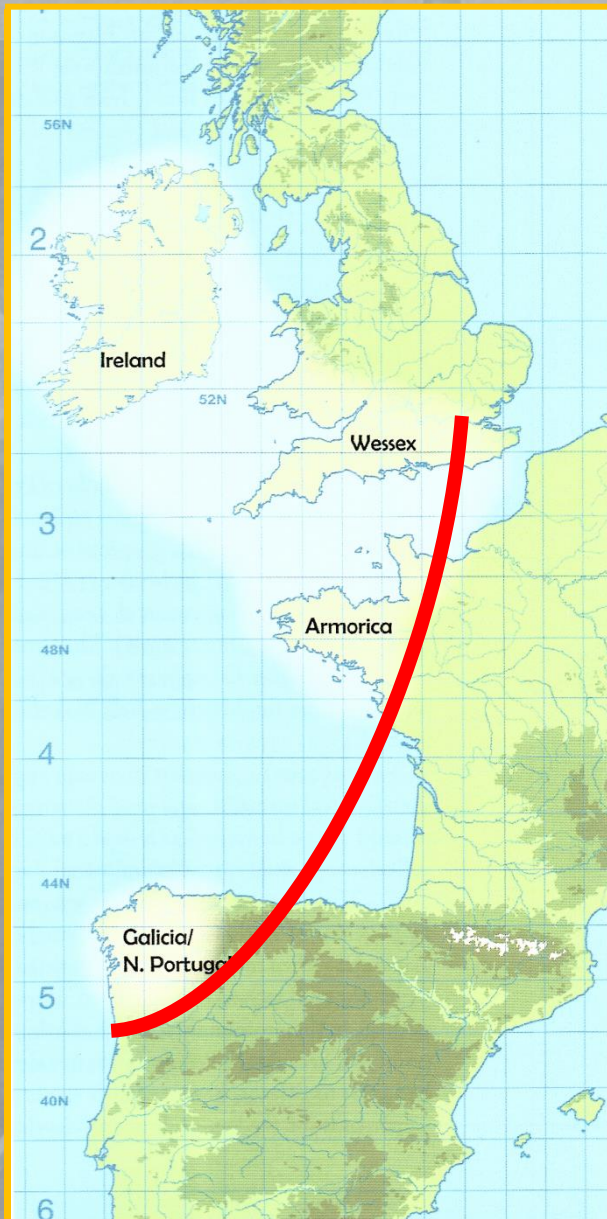 56N
2
Ireland
52N
Wessex
3
Armorica
48N
4
44N
Galicia/
N. Portugal
5
40N
6